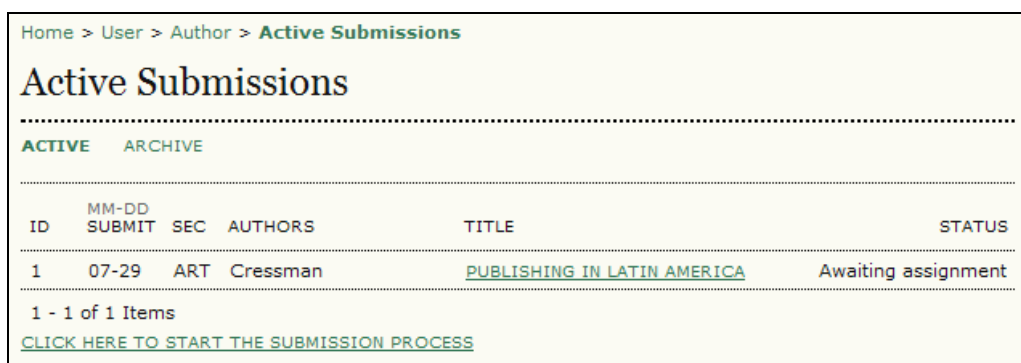 Home > User > Author > Active Submissions
Active Submissions
ACTIVE ARCHIVE
MM-DD
ID SUBMIT SEC AUTHORS TITLE STATUS
1 07-29 ART Cressman PUBLISHING IN LATIN AMERICA Awaiting assignment
1 - 1 of 1 Items
CLICK HERE TO START THE SUBMISSION PROCESS